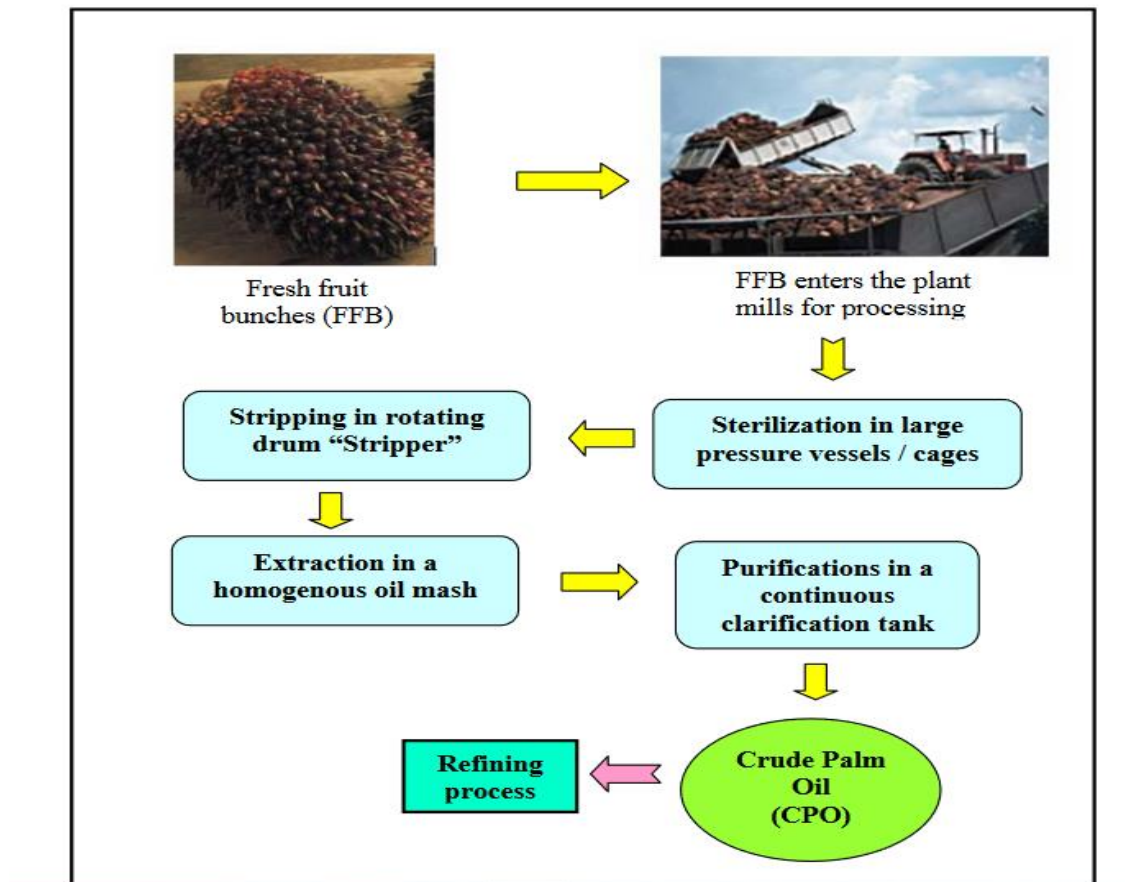 Fresh fruit
bunches (FFB)
FFB enters the plant
mills for processing
Sterilization in large
pressure vessels / cages
Stripping in rotating
drum “Stripper”
Extraction in a
homogenous oil mash
Purifications in a
continuous
clarification tank
Crude Palm
Oil
(CPO)
Refining
process